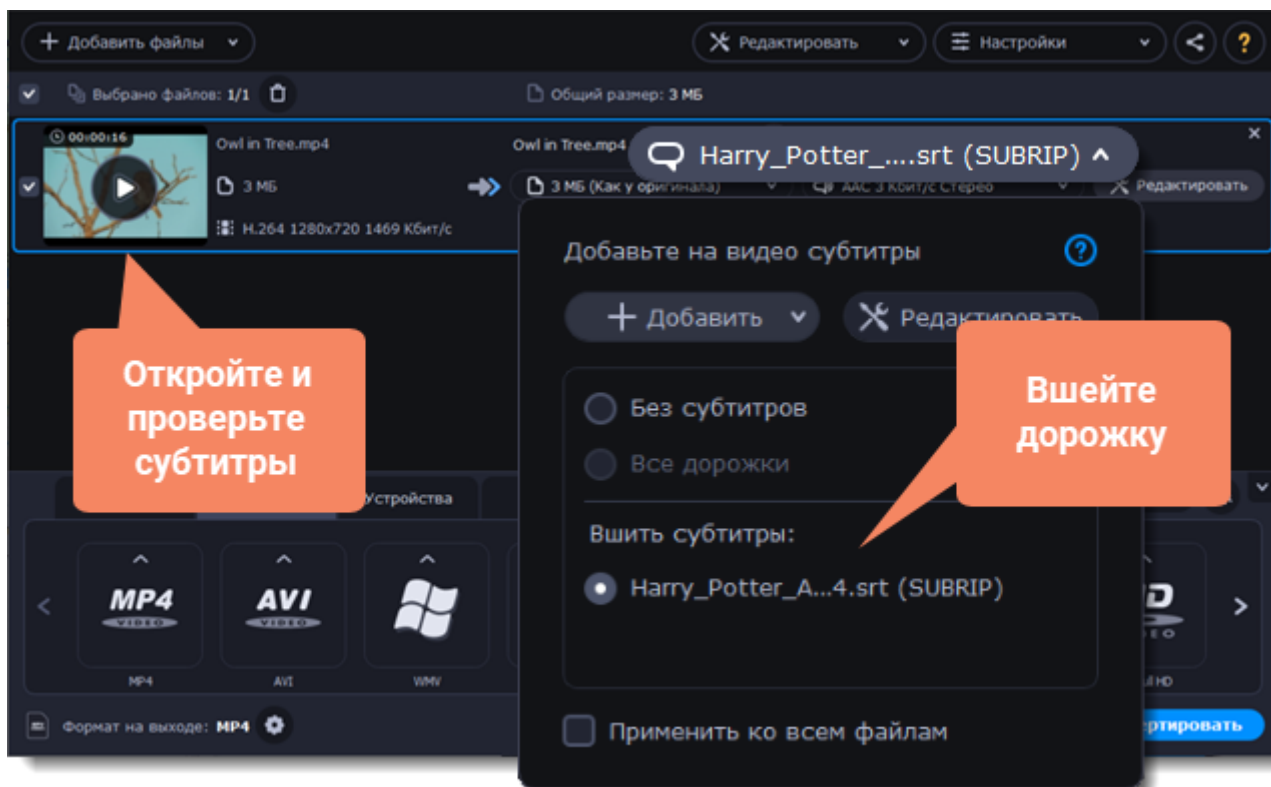 Добавить файлы
Редактировать
Настройки
?
Выбрано файлов: 1/1
Общий размер: 3 МБ
00:00:16
Owl in Tree.mp4
Owl in Tree.mp4
Harry_Potter_....srt (SUBRIP)
3 МБ
3 МБ (Как у оригинала)
AAC 3 Кбит/с Стерео
Редактировать
H.264 1280x720 1469 Кбит/с
Добавьте на видео субтитры
?
Добавить
Редактировать
Откройте и
проверьте
субтитры
Вшейте
дорожку
Без субтитров
Все дорожки
Устройства
Вшить субтитры:
Harry_Potter_A...4.srt (SUBRIP)
MP4
VIDEO
AVI
VIDEO
MP4
AVI
WMV
Применить ко всем файлам
Формат на выходе: MP4